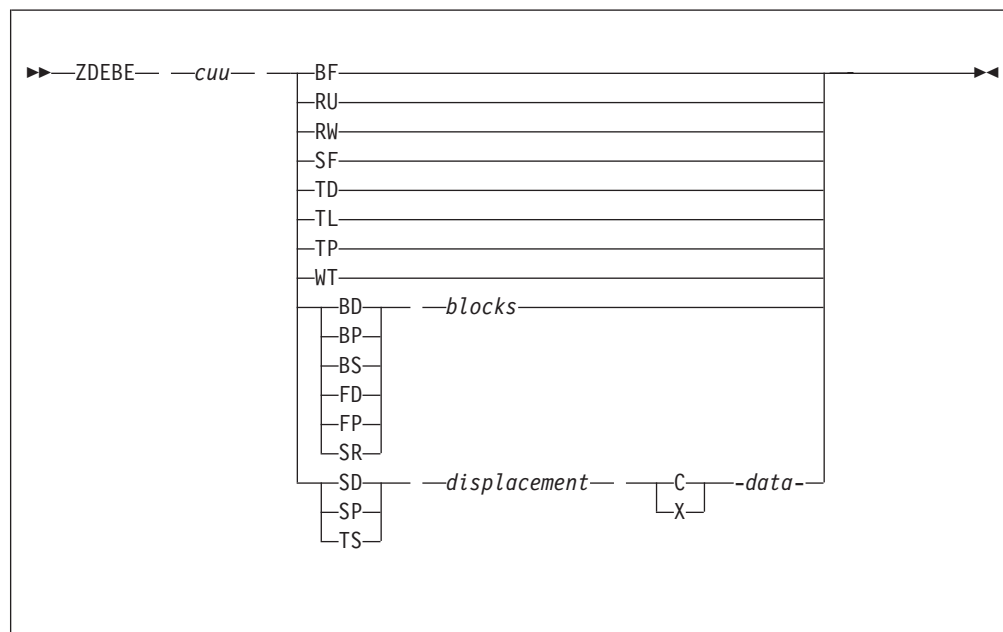 ZDEBE cuu BF
RU
RW
SF
TD
TL
TP
WT
BD blocks
BP
BS
FD
FP
SR
SD displacement C -data-
SP X
TS